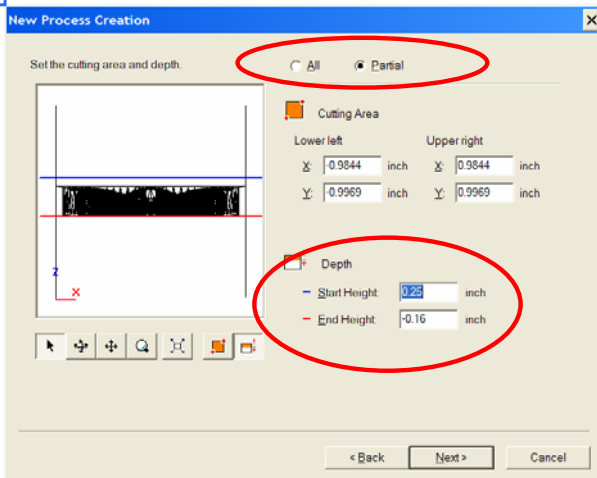 New Process Creation
Set the cutting area and depth.
All Partial
Cutting Area
Lower left Upper right
X: -0.9844 inch X: 0.9844 inch
Y: -0.9969 inch Y: 0.9969 inch
Depth
Start Height: 0.25 inch
End Height: -0.16 inch
z
x
< Back Next > Cancel